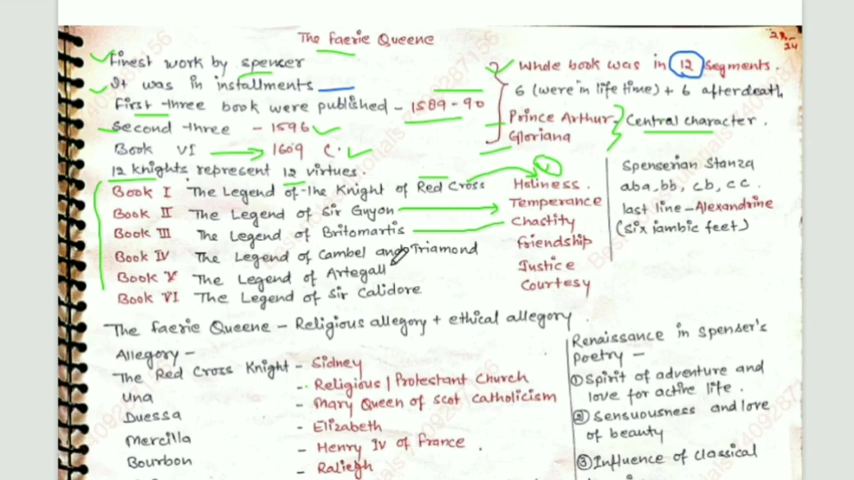 The Faerie Queene
23-24
Finest work by spencer
It was in installments
First three book were published - 1589-90
Second three - 1596
Book VI → 1609 C.
12 knights represent 12 virtues.
Whole book was in 12 segments.
6 (were in life time) + 6 after death
Prince Arthur
Gloriana
Central character.
Book I The Legend of the Knight of Red Cross Holiness.
Book II The Legend of Sir Guyon Temperance
Book III The Legend of Britomartis Chastity
Book IV The Legend of Cambel and Triamond Friendship
Book V The Legend of Artegall Justice
Book VI The Legend of Sir Calidore Courtesy
Spenserian Stanza
aba, bb, cb, cc.
last line - Alexandrine
(six iambic feet)
The Faerie Queene - Religious allegory + ethical allegory.
Allegory -
The Red Cross Knight - Sidney
Una - Religious / Protestant Church
Duessa - Mary Queen of scot catholicism
Mercilla - Elizabeth
Bourbon - Henry IV of France.
- Raliegh
Renaissance in Spenser's
Poetry -
① Spirit of adventure and
love for active life.
② Sensuousness and love
of beauty
③ Influence of classical